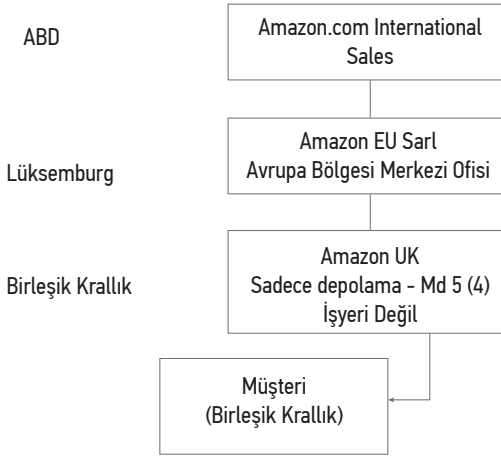 ABD
Amazon.com International
Sales
Lüksemburg
Amazon EU Sarl
Avrupa Bölgesi Merkezi Ofisi
Birleşik Krallık
Amazon UK
Sadece depolama - Md 5 (4)
İşyeri Değil
Müşteri
(Birleşik Krallık)